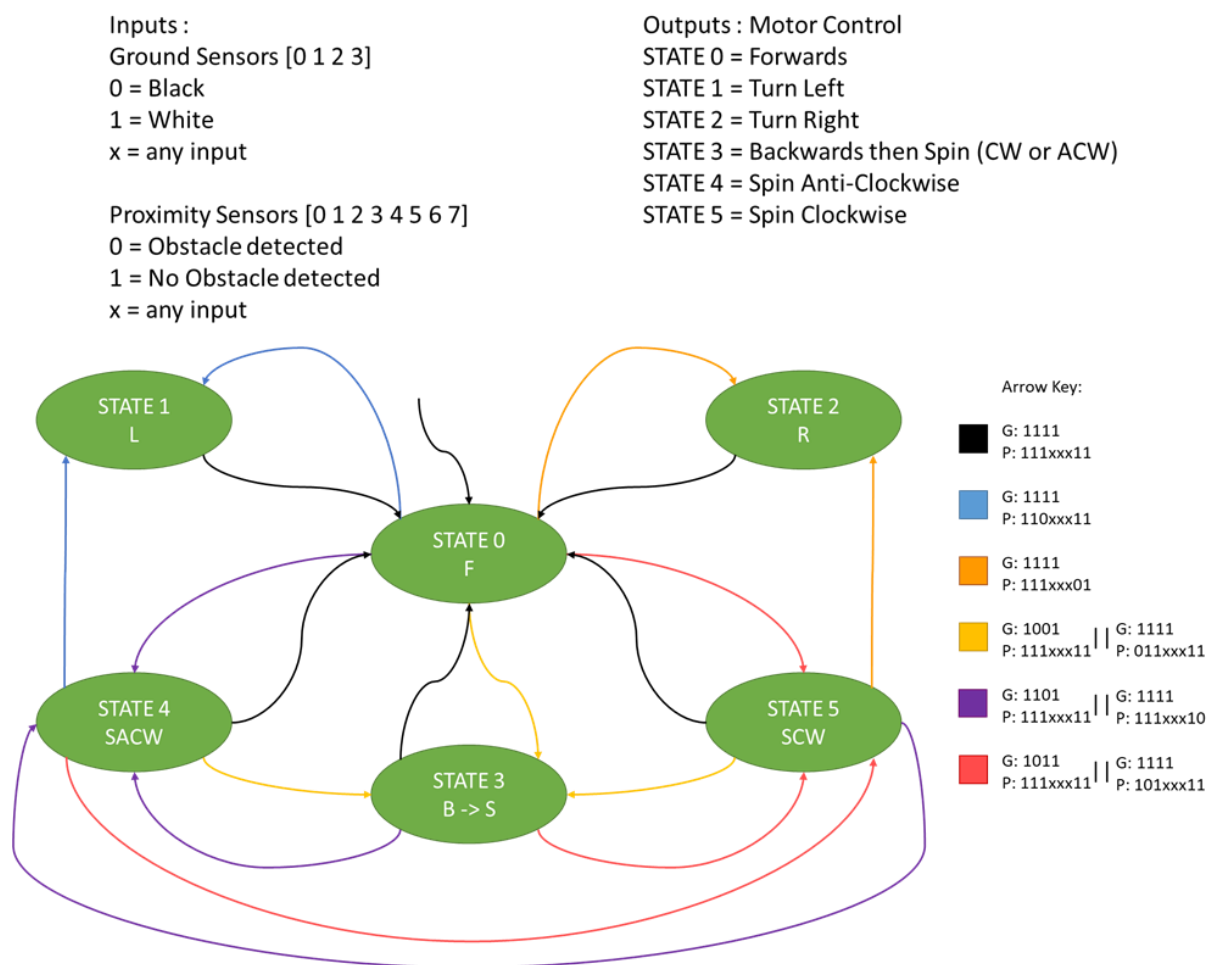 Inputs :
Ground Sensors [0 1 2 3]
0 = Black
1 = White
x = any input
Proximity Sensors [0 1 2 3 4 5 6 7]
0 = Obstacle detected
1 = No Obstacle detected
x = any input
Outputs : Motor Control
STATE 0 = Forwards
STATE 1 = Turn Left
STATE 2 = Turn Right
STATE 3 = Backwards then Spin (CW or ACW)
STATE 4 = Spin Anti-Clockwise
STATE 5 = Spin Clockwise
STATE 1
L
STATE 2
R
STATE 0
F
STATE 4
SACW
STATE 5
SCW
STATE 3
B -> S
Arrow Key:
G: 1111
P: 111xxx11
G: 1111
P: 110xxx11
G: 1111
P: 111xxx01
G: 1001 || G: 1111
P: 111xxx11 P: 011xxx11
G: 1101 || G: 1111
P: 111xxx11 P: 111xxx10
G: 1011 || G: 1111
P: 111xxx11 P: 101xxx11